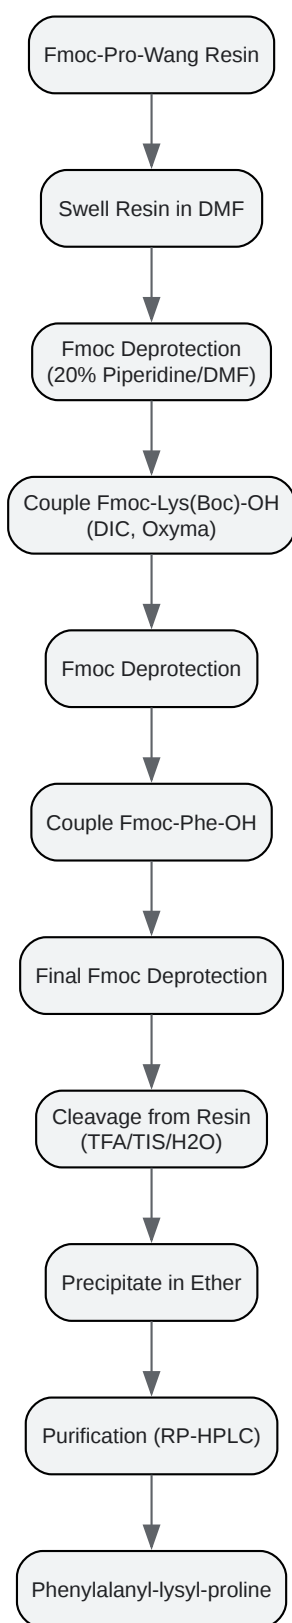 Fmoc-Pro-Wang Resin
Swell Resin in DMF
Fmoc Deprotection
(20% Piperidine/DMF)
Couple Fmoc-Lys(Boc)-OH
(DIC, Oxyma)
Fmoc Deprotection
Couple Fmoc-Phe-OH
Final Fmoc Deprotection
Cleavage from Resin
(TFA/TIS/H2O)
Precipitate in Ether
Purification (RP-HPLC)
Phenylalanyl-lysyl-proline